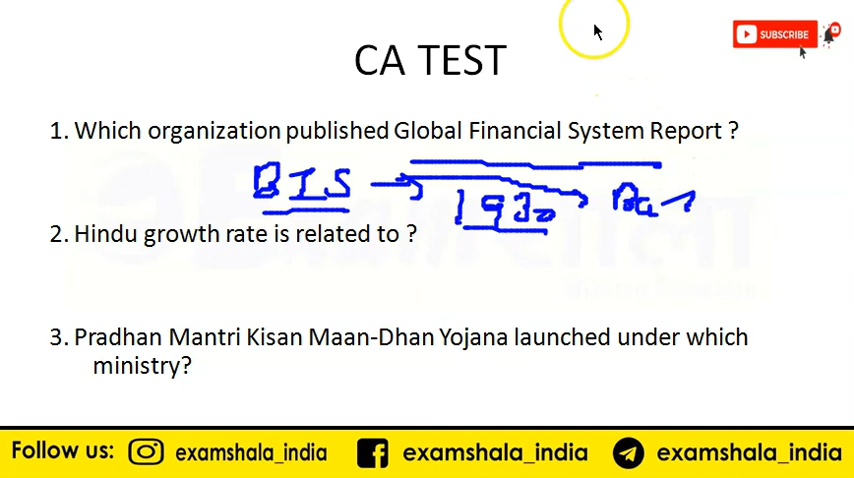 SUBSCRIBE
CA TEST
1. Which organization published Global Financial System Report ?
BIS
1930
2. Hindu growth rate is related to ?
3. Pradhan Mantri Kisan Maan-Dhan Yojana launched under which
ministry?
Follow us: examshala_india examshala_india examshala_india